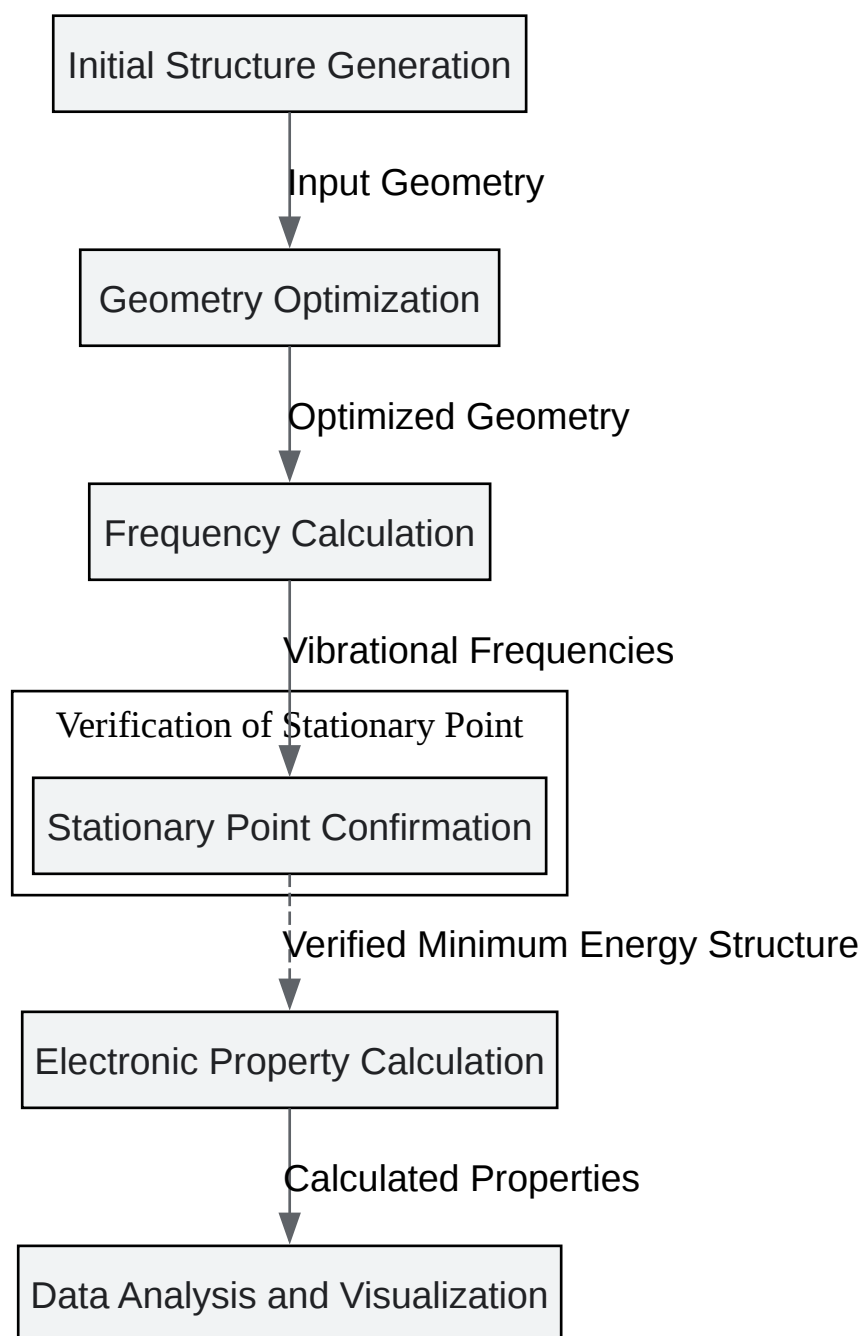 Initial Structure Generation
Input Geometry
Geometry Optimization
Optimized Geometry
Frequency Calculation
Vibrational Frequencies
Verification of Stationary Point
Stationary Point Confirmation
Verified Minimum Energy Structure
Electronic Property Calculation
Calculated Properties
Data Analysis and Visualization